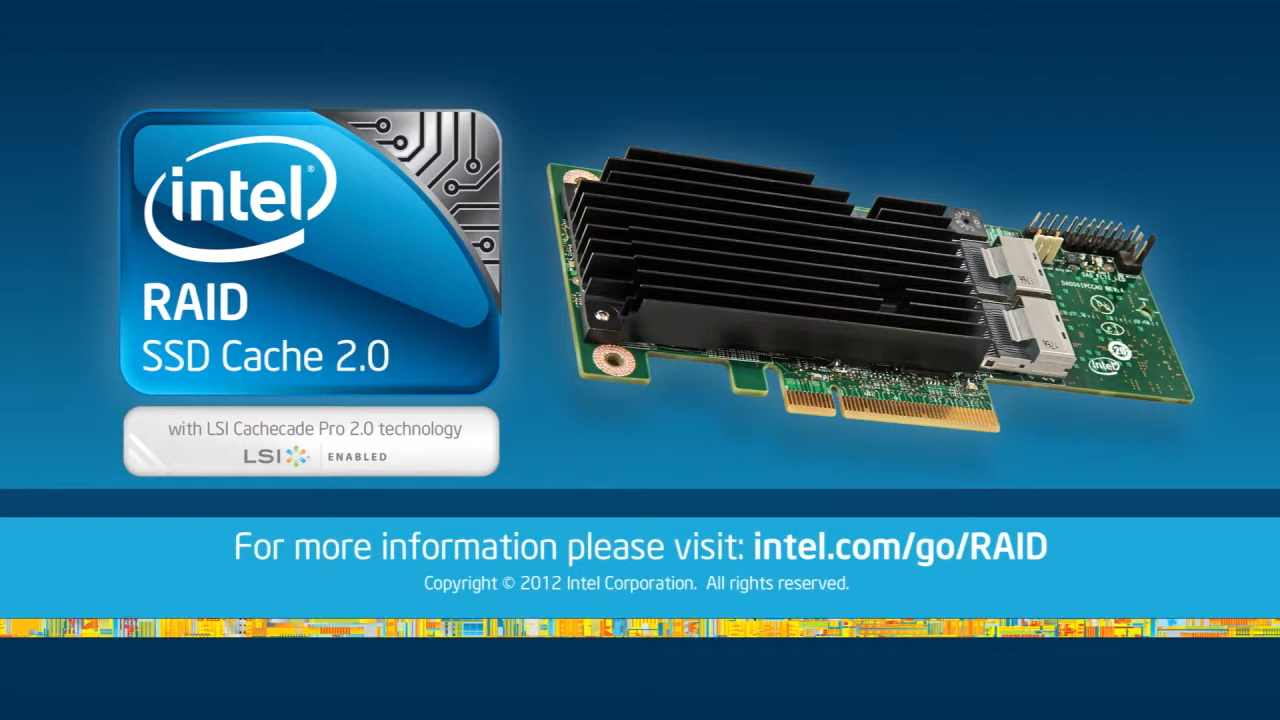 intel®
RAID
SSD Cache 2.0
with LSI Cachecade Pro 2.0 technology
LSI ENABLED
intel
For more information please visit: intel.com/go/RAID
Copyright © 2012 Intel Corporation. All rights reserved.